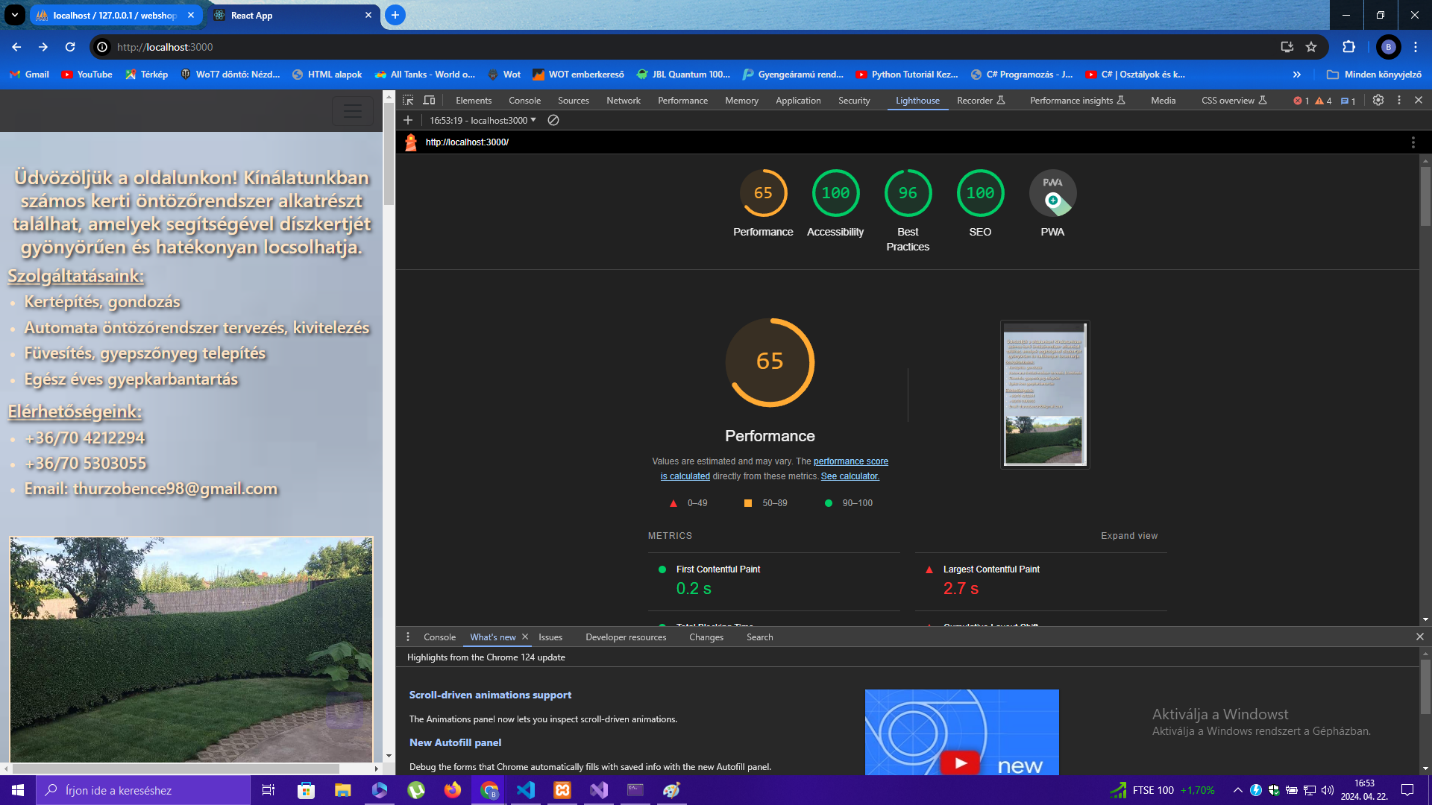 localhost / 127.0.0.1 / webshop
React App
http://localhost:3000
Gmail
YouTube
Térkép
WoT7 döntő: Nézd...
HTML alapok
All Tanks - World o...
Wot
WOT emberkereső
JBL Quantum 100...
Gyengeáramú rend...
Python Tutoriál Kez...
C# Programozás - J...
C# | Osztályok és k...
Minden könyvjelző
Elements
Console
Sources
Network
Performance
Memory
Application
Security
Lighthouse
Recorder
Performance insights
Media
CSS overview
1
4
1
16:53:19 - localhost:3000
http://localhost:3000/
Üdvözöljük a oldalunkon! Kínálatunkban
számos kerti öntözőrendszer alkatrészt
találhat, amelyek segítségével díszkertjét
gyönyörűen és hatékonyan locsolhatja.
Szolgáltatásaink:
Kertépítés, gondozás
Automata öntözőrendszer tervezés, kivitelezés
Füvesítés, gyepszőnyeg telepítés
Egész éves gyepkarbantartás
Elérhetőségeink:
+36/70 4212294
+36/70 5303055
Email: thurzobence98@gmail.com
65
100
96
100
PWA
Performance
Accessibility
Best
Practices
SEO
PWA
65
Performance
Values are estimated and may vary. The performance score
is calculated directly from these metrics. See calculator.
0–49
50–89
90–100
METRICS
Expand view
First Contentful Paint
0.2 s
Largest Contentful Paint
2.7 s
Total Blocking Time
Cumulative Layout Shift
Console
What's new
Issues
Developer resources
Changes
Search
Highlights from the Chrome 124 update
Scroll-driven animations support
The Animations panel now lets you inspect scroll-driven animations.
New Autofill panel
Debug the forms that Chrome automatically fills with saved info with the new Autofill panel.
new
Aktiválja a Windowst
Aktiválja a Windows rendszert a Gépházban.
Írjon ide a kereséshez
FTSE 100 +1,70%
16:53
2024. 04. 22.